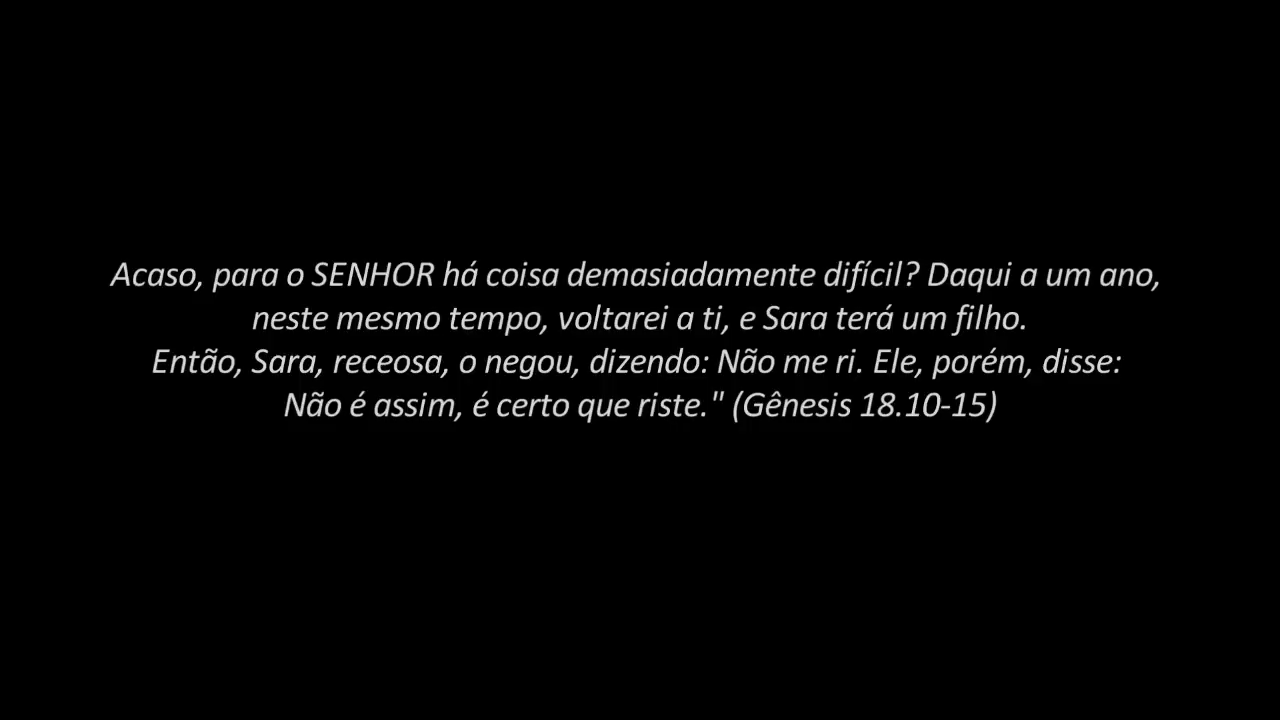 Acaso, para o SENHOR há coisa demasiadamente difícil? Daqui a um ano,
neste mesmo tempo, voltarei a ti, e Sara terá um filho.
Então, Sara, receosa, o negou, dizendo: Não me ri. Ele, porém, disse:
Não é assim, é certo que riste." (Gênesis 18.10-15)